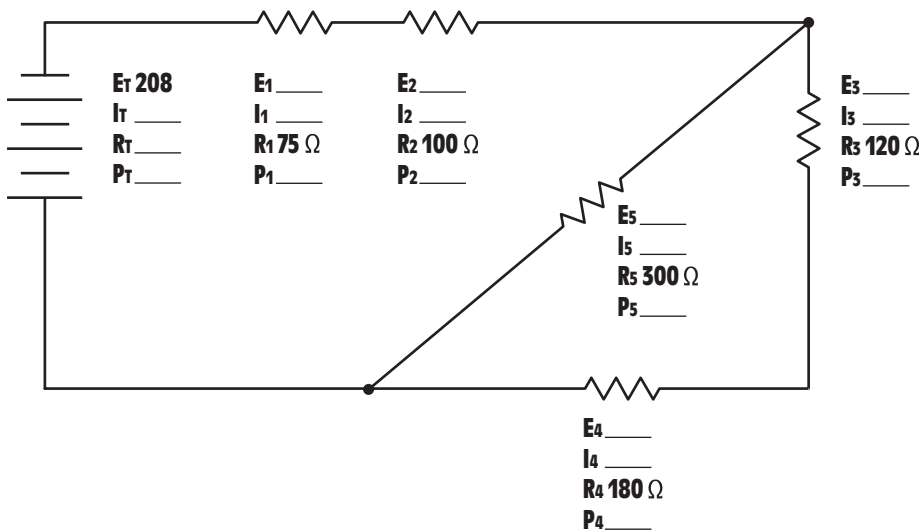 ET 208
IT ____
RT ____
PT ____
E1 ____
I1 ____
R1 75 Ω
P1 ____
E2 ____
I2 ____
R2 100 Ω
P2 ____
E3 ____
I3 ____
R3 120 Ω
P3 ____
E5 ____
I5 ____
R5 300 Ω
P5 ____
E4 ____
I4 ____
R4 180 Ω
P4 ____